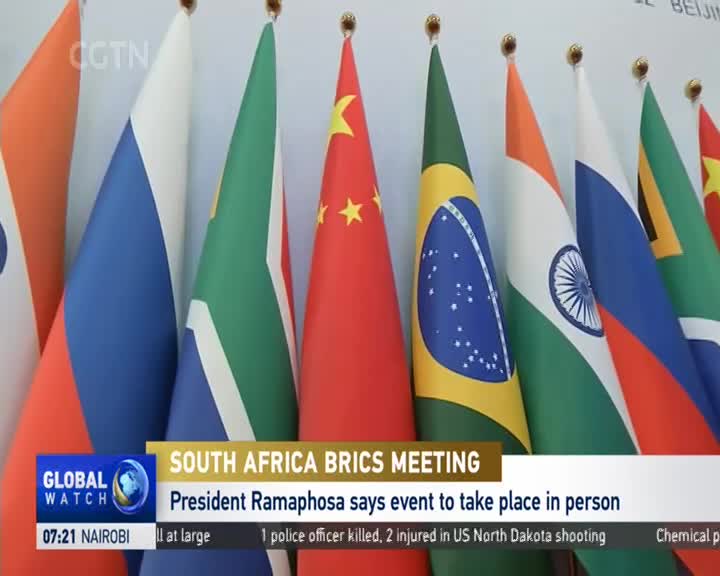 CGTN
SOUTH AFRICA BRICS MEETING
GLOBAL
WATCH
President Ramaphosa says event to take place in person
07:21 NAIROBI
ll at large 1 police officer killed, 2 injured in US North Dakota shooting Chemical p